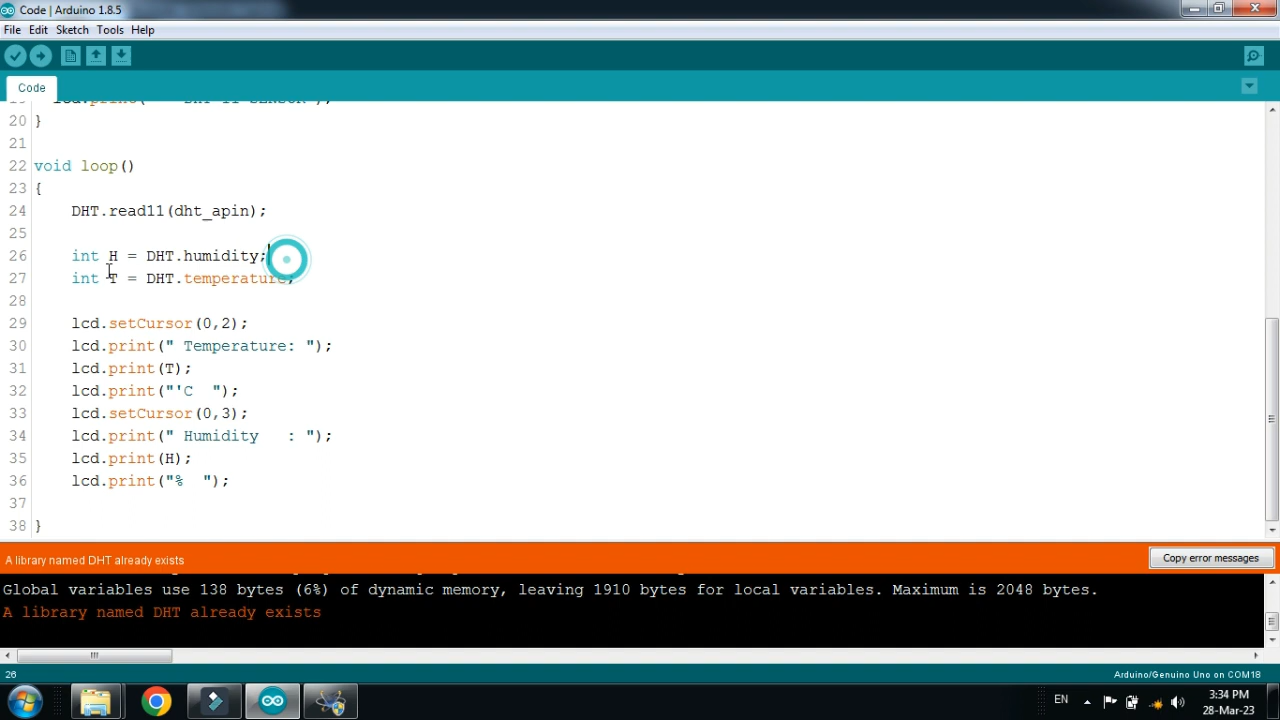 Code | Arduino 1.8.5
File Edit Sketch Tools Help
Code
20 }
21
22 void loop()
23 {
24 DHT.read11(dht_apin);
25
26 int H = DHT.humidity;
27 int T = DHT.temperature;
28
29 lcd.setCursor(0,2);
30 lcd.print(" Temperature: ");
31 lcd.print(T);
32 lcd.print("'C  ");
33 lcd.setCursor(0,3);
34 lcd.print(" Humidity   : ");
35 lcd.print(H);
36 lcd.print("%  ");
37
38 }
A library named DHT already exists Copy error messages
Global variables use 138 bytes (6%) of dynamic memory, leaving 1910 bytes for local variables. Maximum is 2048 bytes.
A library named DHT already exists
26 Arduino/Genuino Uno on COM18
EN 3:34 PM
28-Mar-23